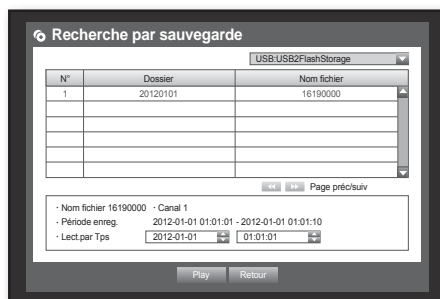 Recherche par sauvegarde
USB:USB2FlashStorage
N° Dossier Nom fichier
1 20120101 16190000
Page préc/suiv
· Nom fichier 16190000 · Canal 1
· Période enreg. 2012-01-01 01:01:01 - 2012-01-01 01:01:10
· Lect.par Tps 2012-01-01 01:01:01
Play Retour